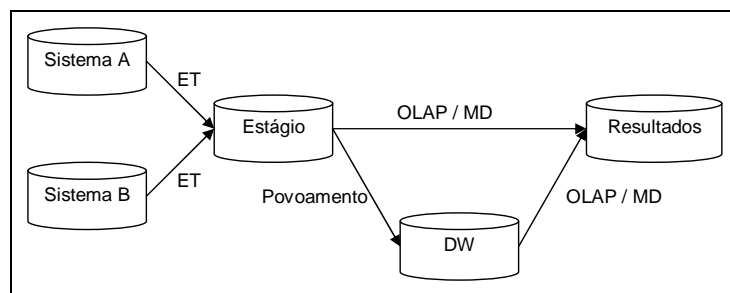 Sistema A
ET
Estágio
OLAP / MD
Resultados
Sistema B
ET
Povoamento
OLAP / MD
DW